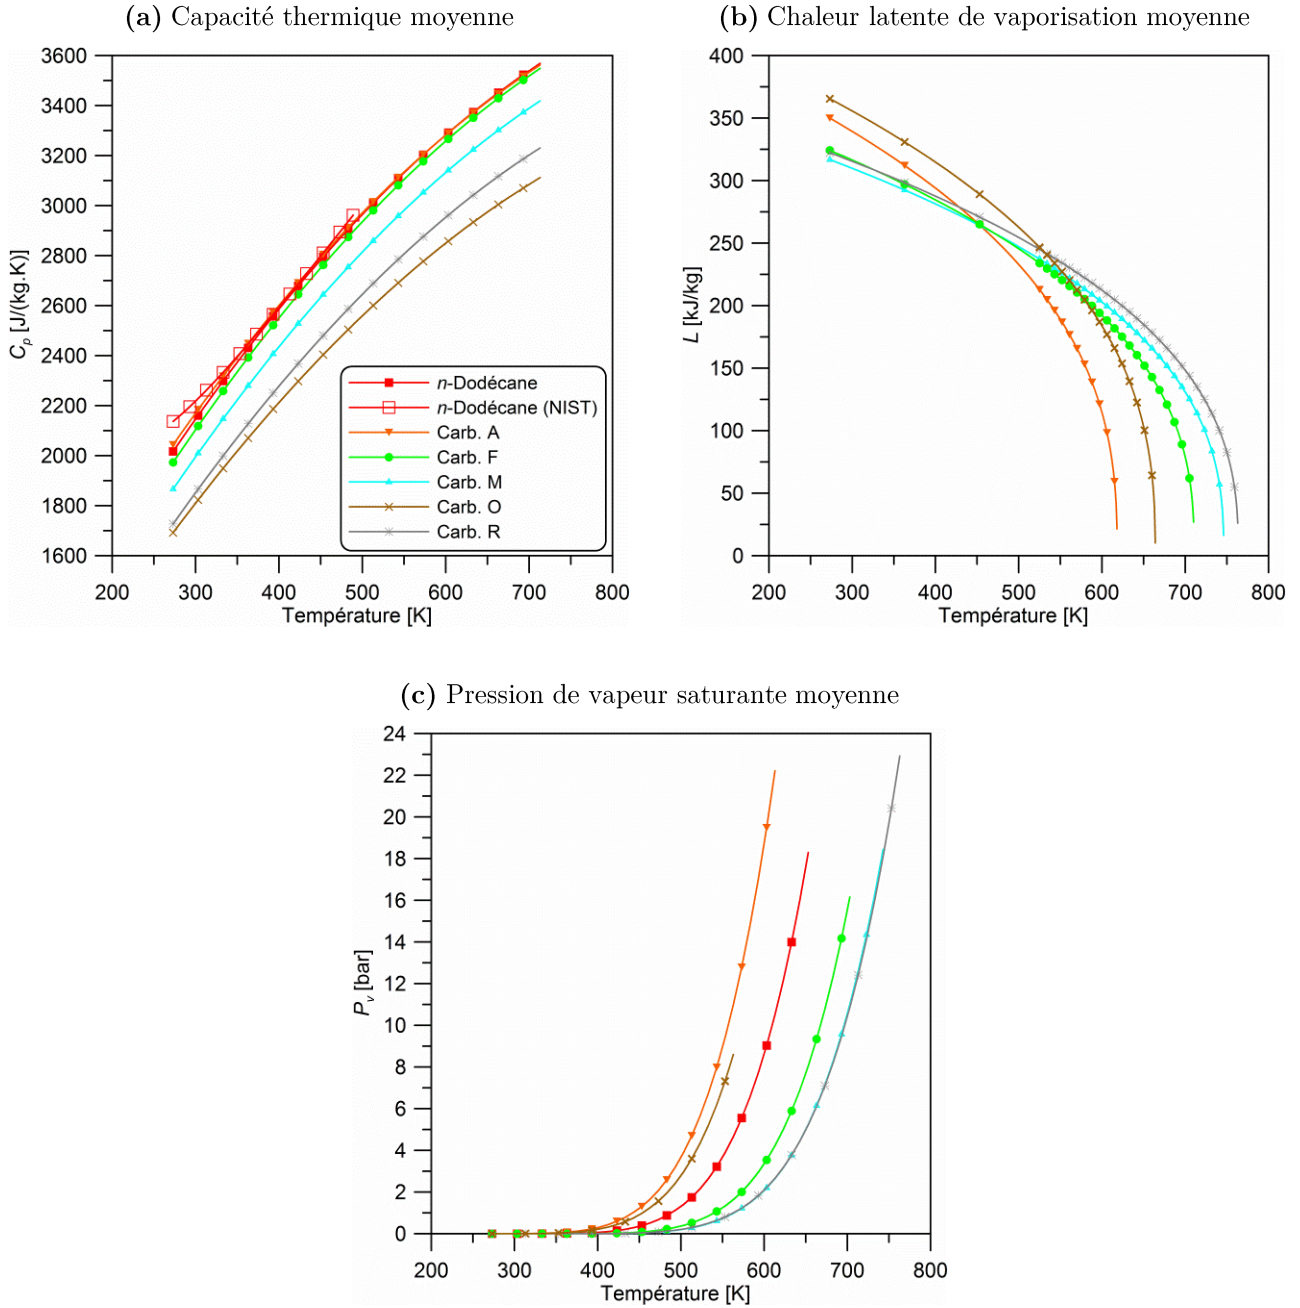 (a) Capacité thermique moyenne
3600
3400
3200
3000
2800
2600
2400
2200
2000
1800
1600
Cp [J/(kg.K)]
200 300 400 500 600 700 800
Température [K]
n-Dodécane
n-Dodécane (NIST)
Carb. A
Carb. F
Carb. M
Carb. O
Carb. R
(b) Chaleur latente de vaporisation moyenne
400
350
300
250
200
150
100
50
0
L [kJ/kg]
200 300 400 500 600 700 800
Température [K]
(c) Pression de vapeur saturante moyenne
24
22
20
18
16
14
12
10
8
6
4
2
0
Pv [bar]
200 300 400 500 600 700 800
Température [K]